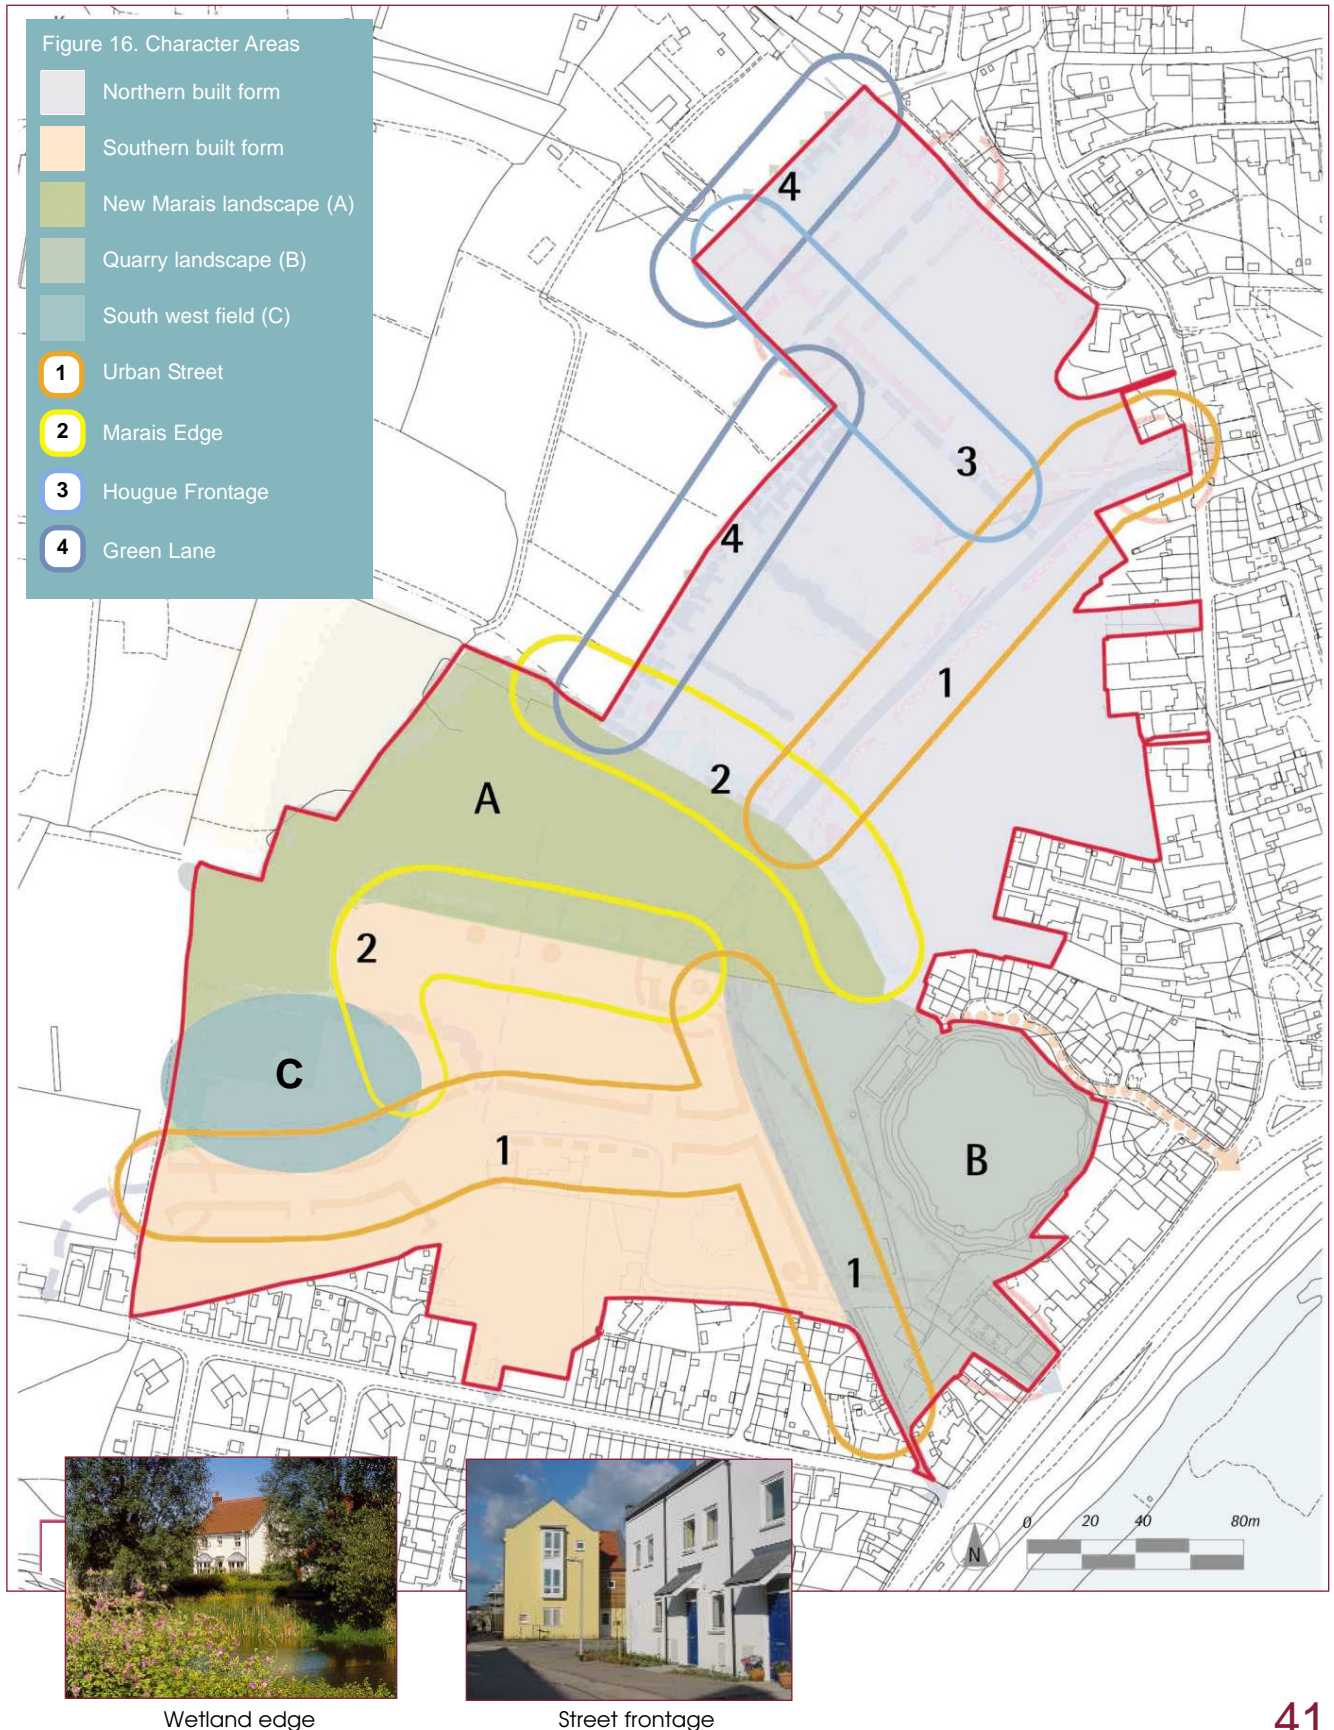 Figure 16. Character Areas
Northern built form
Southern built form
New Marais landscape (A)
Quarry landscape (B)
South west field (C)
1 Urban Street
2 Marais Edge
3 Hougue Frontage
4 Green Lane
4
3
4
1
2
A
2
C
1
B
1
N
0 20 40 80m
Wetland edge
Street frontage
41